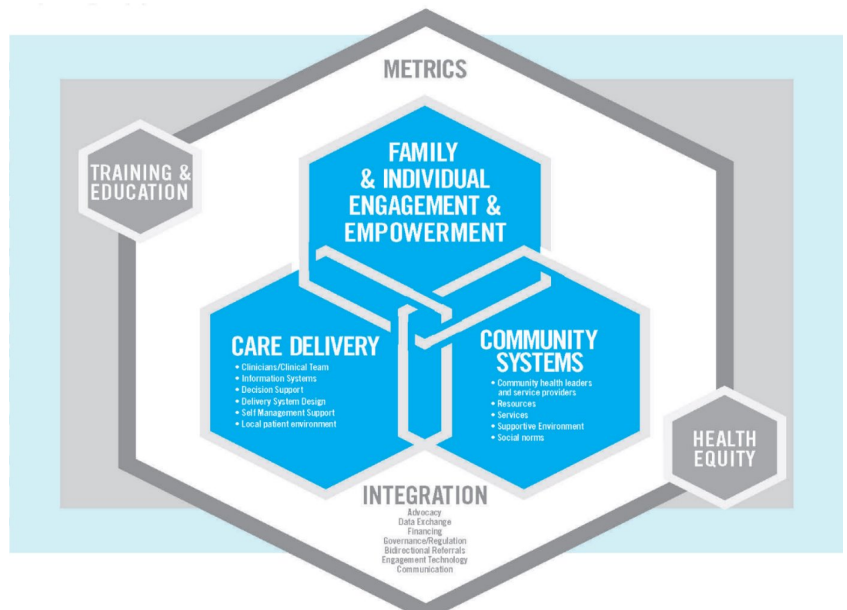 METRICS
TRAINING &
EDUCATION
FAMILY
& INDIVIDUAL
ENGAGEMENT &
EMPOWERMENT
CARE DELIVERY
• Clinicians/Clinical Team
• Information Systems
• Decision Support
• Delivery System Design
• Self Management Support
• Local patient environment
COMMUNITY
SYSTEMS
• Community health leaders
and service providers
• Resources
• Services
• Supportive Environment
• Social norms
HEALTH
EQUITY
INTEGRATION
Advocacy
Data Exchange
Financing
Governance/Regulation
Bidirectional Referrals
Engagement Technology
Communication